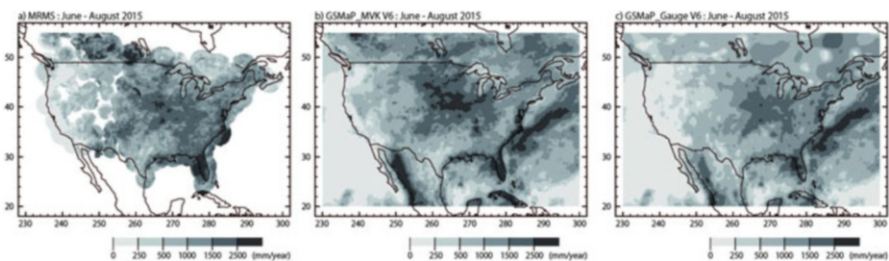 a) MRMS : June - August 2015
b) GSMaP_MVK V6 : June - August 2015
c) GSMaP_Gauge V6 : June - August 2015
50
40
30
20
230 240 250 260 270 280 290 300
50
40
30
20
230 240 250 260 270 280 290 300
50
40
30
20
230 240 250 260 270 280 290 300
0 250 500 1000 1500 2500 (mm/year)
0 250 500 1000 1500 2500 (mm/year)
0 250 500 1000 1500 2500 (mm/year)